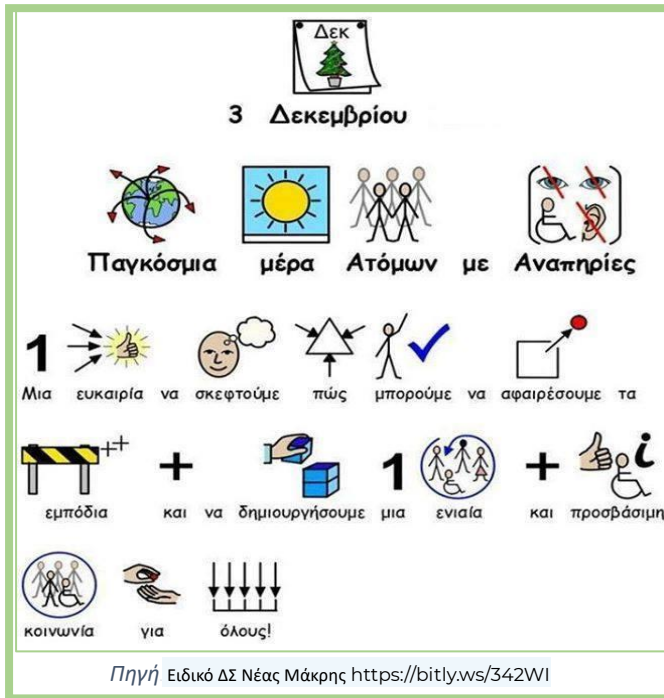 Δεκ
3 Δεκεμβρίου
Παγκόσμια μέρα Ατόμων με Αναπηρίες
1
Μια ευκαιρία να σκεφτούμε πώς μπορούμε να αφαιρέσουμε τα
++ + 1 + i
εμπόδια και να δημιουργήσουμε μια ενιαία και προσβάσιμη
κοινωνία για όλους!
Πηγή Ειδικό ΔΣ Νέας Μάκρης https://bitly.ws/342WI